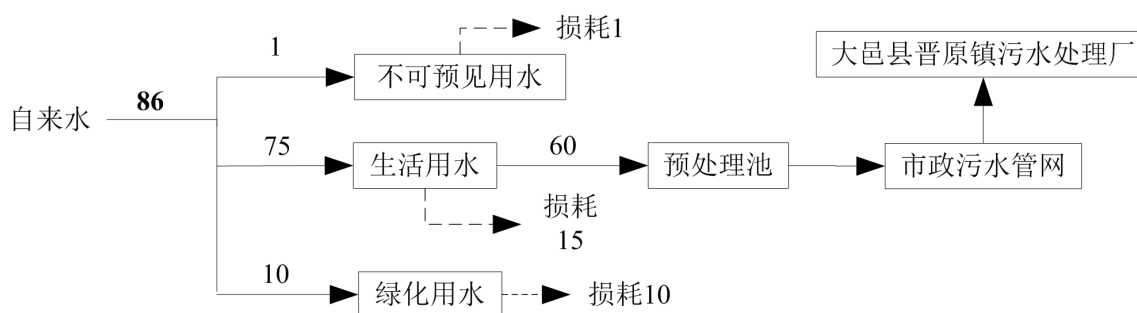 1
损耗1
不可预见用水
大邑县晋原镇污水处理厂
自来水
86
75
生活用水
60
预处理池
市政污水管网
损耗
15
10
绿化用水
损耗10